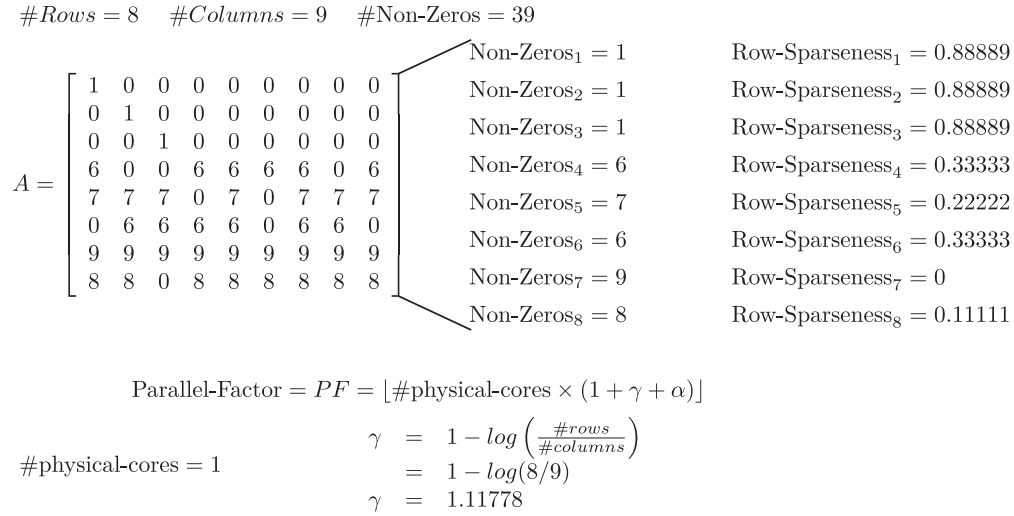 #Rows = 8 #Columns = 9 #Non-Zeros = 39
Non-Zeros₁ = 1 Row-Sparseness₁ = 0.88889
1 0 0 0 0 0 0 0 0
Non-Zeros₂ = 1 Row-Sparseness₂ = 0.88889
0 1 0 0 0 0 0 0 0
Non-Zeros₃ = 1 Row-Sparseness₃ = 0.88889
0 0 1 0 0 0 0 0 0
Non-Zeros₄ = 6 Row-Sparseness₄ = 0.33333
6 0 0 6 6 6 6 0 6
A =
7 7 7 0 7 0 7 7 7
Non-Zeros₅ = 7 Row-Sparseness₅ = 0.22222
0 6 6 6 6 0 6 6 0
Non-Zeros₆ = 6 Row-Sparseness₆ = 0.33333
9 9 9 9 9 9 9 9 9
Non-Zeros₇ = 9 Row-Sparseness₇ = 0
8 8 0 8 8 8 8 8 8
Non-Zeros₈ = 8 Row-Sparseness₈ = 0.11111
Parallel-Factor = PF = ⌊#physical-cores × (1 + γ + α)⌋
γ = 1 − log(#rows/#columns)
#physical-cores = 1
= 1 − log(8/9)
γ = 1.11778